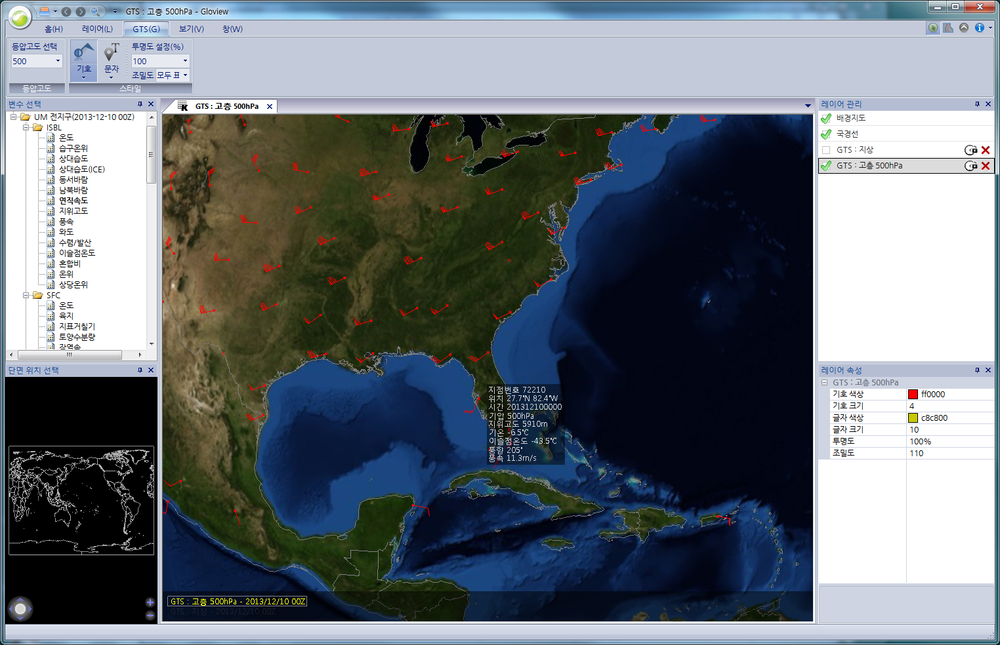 GTS : 고층 500hPa - Gloview
홈(H) 레이어(L) GTS(G) 보기(V) 창(W)
등압고도 선택
500
등압고도
기호
문자
투명도 설정(%)
100
조밀도 모두 표
스타일
변수 선택
UM 전지구(2013-12-10 00Z)
ISBL
온도
습구온위
상대습도
상대습도(ICE)
동서바람
남북바람
연직속도
지위고도
풍속
와도
수렴/발산
이슬점온도
혼합비
온위
상당온위
SFC
온도
육지
지표거칠기
토양수분량
잠열속
단면 위치 선택
GTS : 고층 500hPa
지점번호 72210
위치 27.7°N 82.4°W
시간 201312100000
기압 500hPa
지위고도 5910m
기온 -6.5℃
이슬점온도 -43.5℃
풍향 205°
풍속 11.3m/s
GTS : 고층 500hPa - 2013/12/10 00Z
GTS : 지상 - 2013/12/10 00Z
레이어 관리
배경지도
국경선
GTS : 지상
GTS : 고층 500hPa
레이어 속성
GTS : 고층 500hPa
기호 색상 ff0000
기호 크기 4
글자 색상 c8c800
글자 크기 10
투명도 100%
조밀도 110